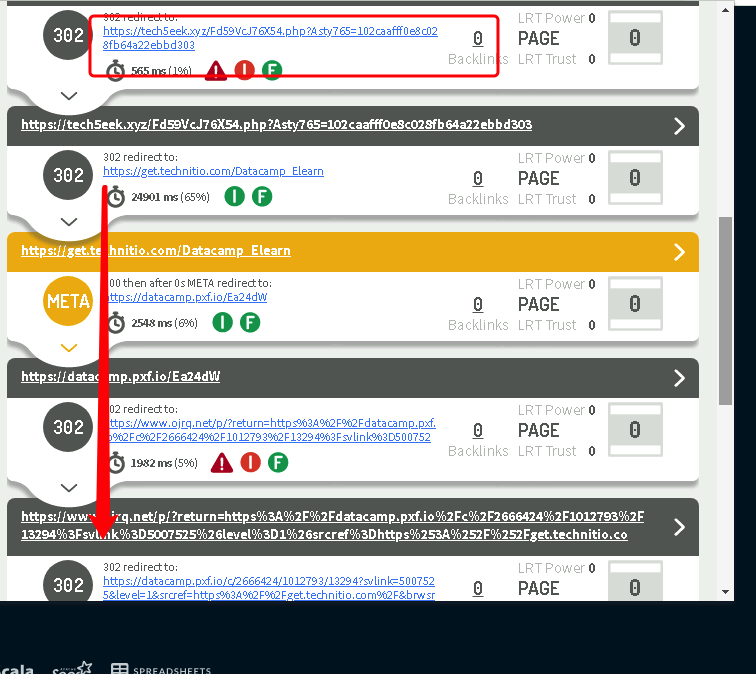 302 redirect to:
302
https://tech5eek.xyz/Fd59VcJ76X54.php?Asty765=102caafff0e8c02
8fb64a22ebbd303
0
Backlinks
LRT Power 0
PAGE
LRT Trust 0
0
565 ms (1%)
! I F
https://tech5eek.xyz/Fd59VcJ76X54.php?Asty765=102caafff0e8c028fb64a22ebbd303
302
302 redirect to:
https://get.technitio.com/Datacamp_Elearn
24901 ms (65%)
I F
0
Backlinks
LRT Power 0
PAGE
LRT Trust 0
0
https://get.technitio.com/Datacamp_Elearn
META
00 then after 0s META redirect to:
https://datacamp.pxf.io/Ea24dW
2548 ms (6%)
I F
0
Backlinks
LRT Power 0
PAGE
LRT Trust 0
0
https://datacamp.pxf.io/Ea24dW
302
302 redirect to:
https://www.ojrq.net/p/?return=https%3A%2F%2Fdatacamp.pxf.
io%2Fc%2F2666424%2F1012793%2F13294%3Fsvlink%3D500752
1982 ms (5%)
! I F
0
Backlinks
LRT Power 0
PAGE
LRT Trust 0
0
https://www.ojrq.net/p/?return=https%3A%2F%2Fdatacamp.pxf.io%2Fc%2F2666424%2F1012793%2F
13294%3Fsvlink%3D5007525%26level%3D1%26srcref%3Dhttps%253A%252F%252Fget.technitio.co
302
302 redirect to:
https://datacamp.pxf.io/c/2666424/1012793/13294?svlink=500752
5&level=1&srcref=https%3A%2F%2Fget.technitio.com%2F&brwsr
0
LRT Power 0
PAGE
0
SPREADSHEETS